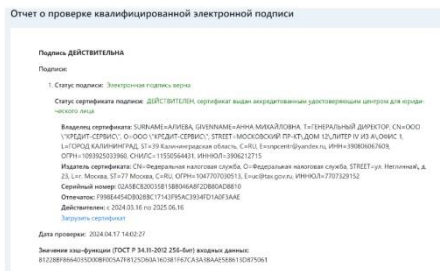 Отчет о проверке квалифицированной электронной подписи
Подпись ДЕЙСТВИТЕЛЬНА
Подписи:
1. Статус подписи: Электронная подпись верна
Статус сертификата подписи: ДЕЙСТВИТЕЛЕН, сертификат выдан аккредитованным удостоверяющим центром для юриди-
ческого лица
Владелец сертификата: SURNAME=АЛИЕВА, GIVENNAME=АННА МИХАЙЛОВНА, T=ГЕНЕРАЛЬНЫЙ ДИРЕКТОР, CN=ООО
\"КРЕДИТ-СЕРВИС\", O=ООО \"КРЕДИТ-СЕРВИС\", STREET=МОСКОВСКИЙ ПР-КТ\,ДОМ 12\,ЛИТЕР IV ИЗ А\,ОФИС 1,
L=ГОРОД КАЛИНИНГРАД, ST=39 Калининградская область, C=RU, ИНН=390806067609,
ОГРН=1093925033960, СНИЛС=11550564431, ИННЮЛ=3906212715
Издатель сертификата: CN=Федеральная налоговая служба, O=Федеральная налоговая служба, STREET=ул. Неглинная\, д.
23, L=г. Москва, ST=77 Москва, C=RU, ОГРН=1047707030513, E=uc@tax.gov.ru, ИННЮЛ=7707329152
Серийный номер: 02A5BC820035B15BB046A8F2DB80AD8810
Отпечаток:
Действителен: с 2024.03.16 по 2025.06.16
Загрузить сертификат
Дата проверки: 2024.04.17 14:02:27
Значение хэш-функции (ГОСТ Р 34.11-2012 256-бит) входных данных: